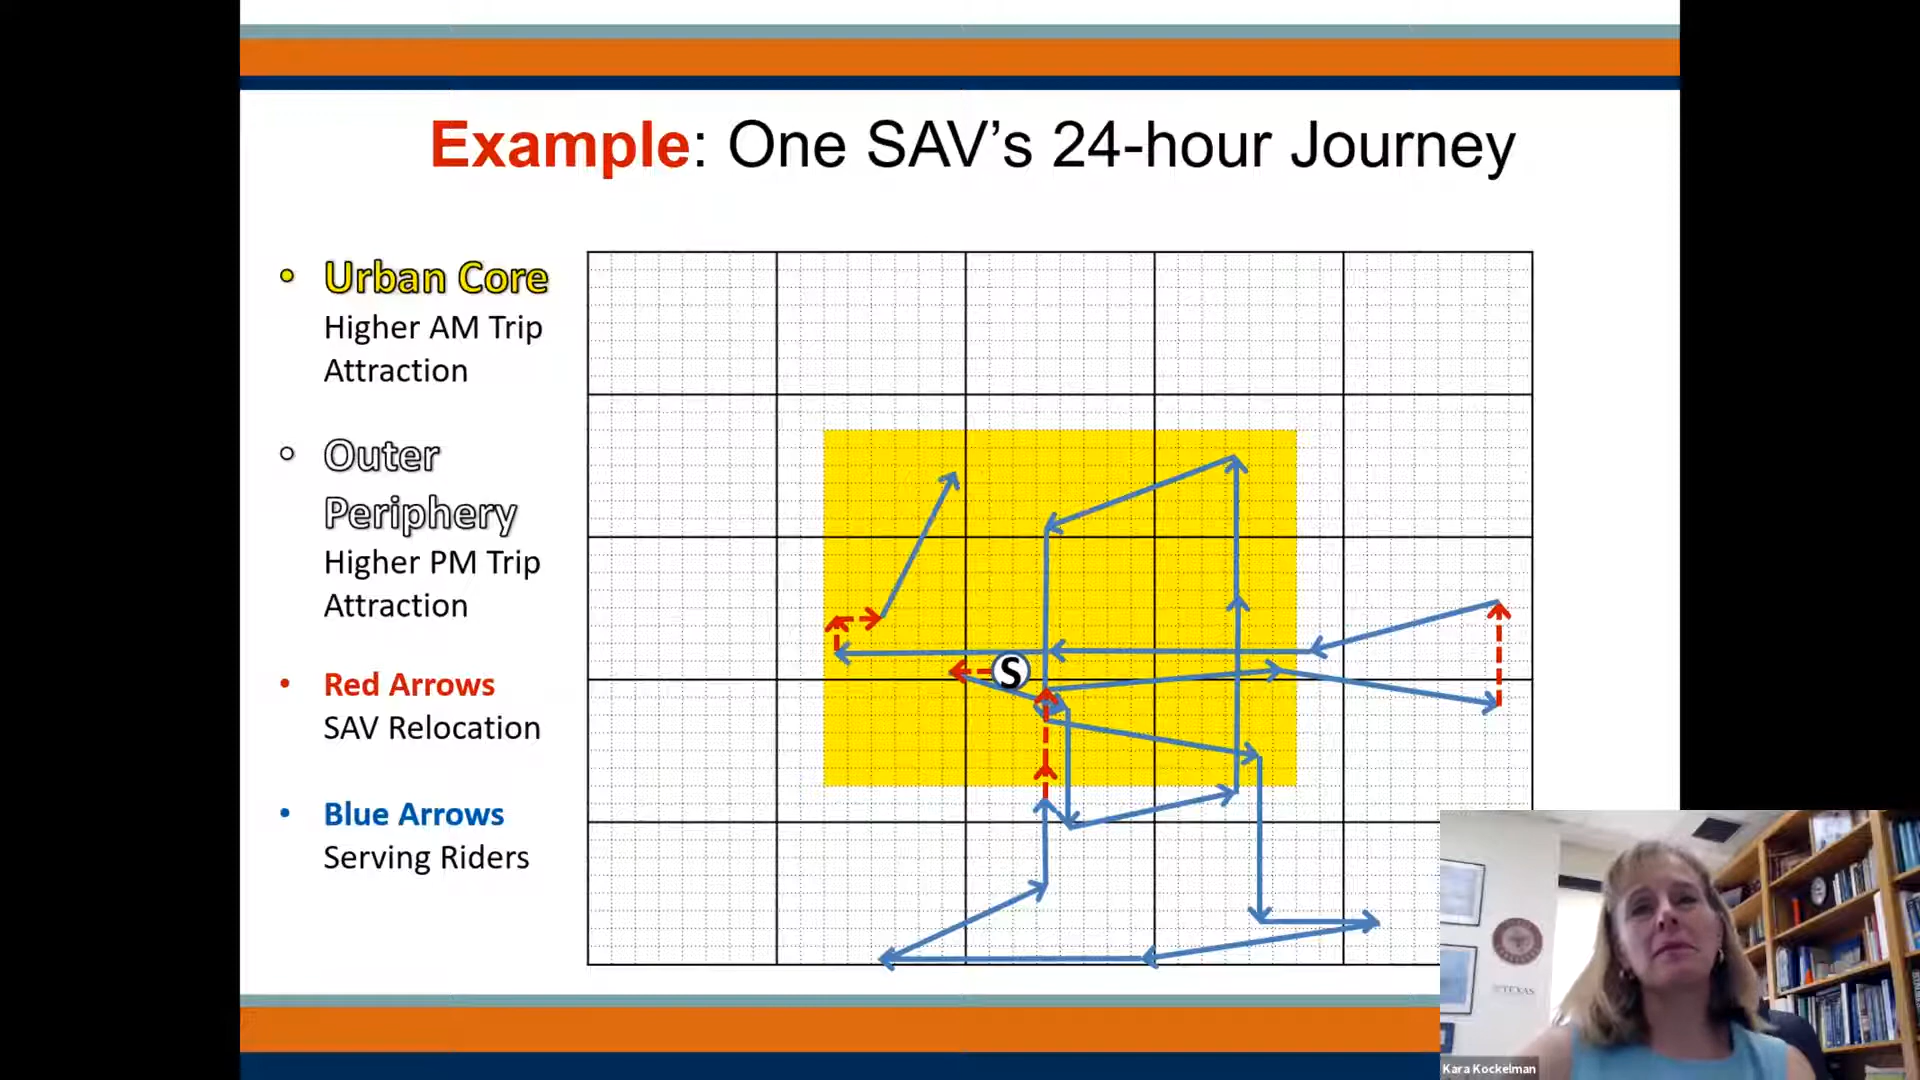 Example: One SAV's 24-hour Journey
Urban Core
Higher AM Trip
Attraction
Outer
Periphery
Higher PM Trip
Attraction
Red Arrows
SAV Relocation
Blue Arrows
Serving Riders
S
TEXAS
Kara Kockelman